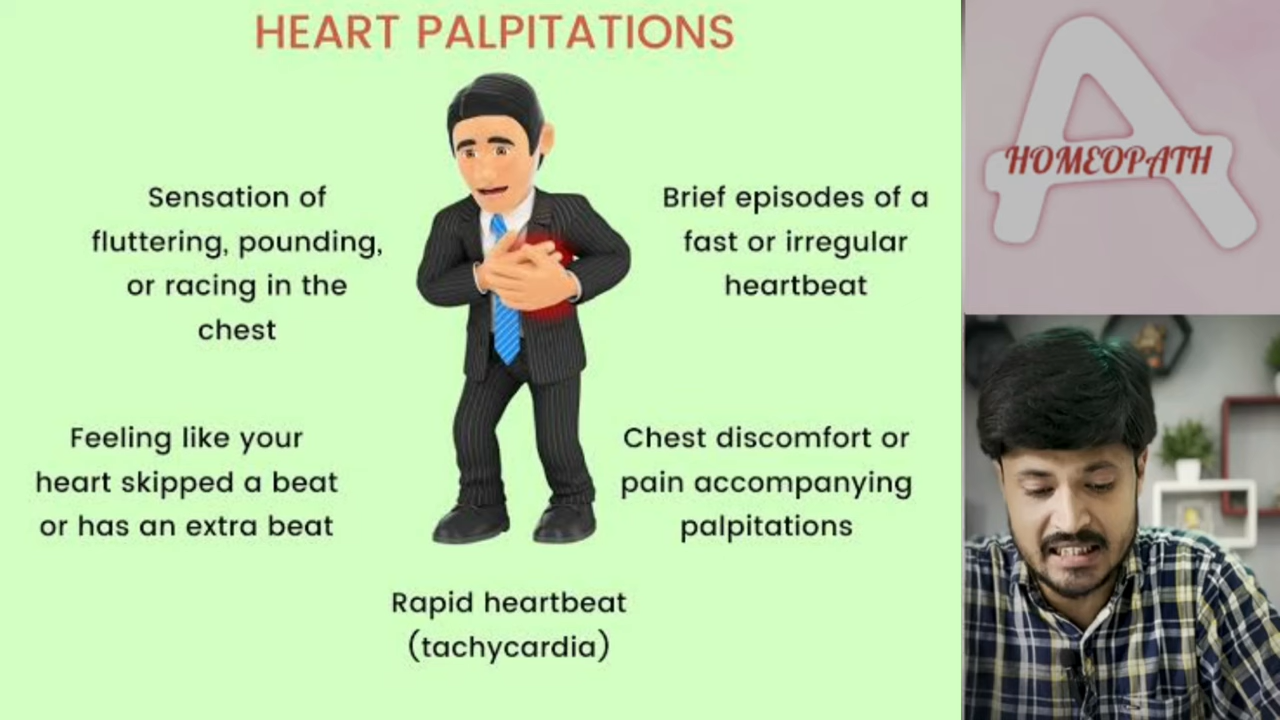 HEART PALPITATIONS
Sensation of
fluttering, pounding,
or racing in the
chest
Brief episodes of a
fast or irregular
heartbeat
Feeling like your
heart skipped a beat
or has an extra beat
Chest discomfort or
pain accompanying
palpitations
Rapid heartbeat
(tachycardia)
A
HOMEOPATH